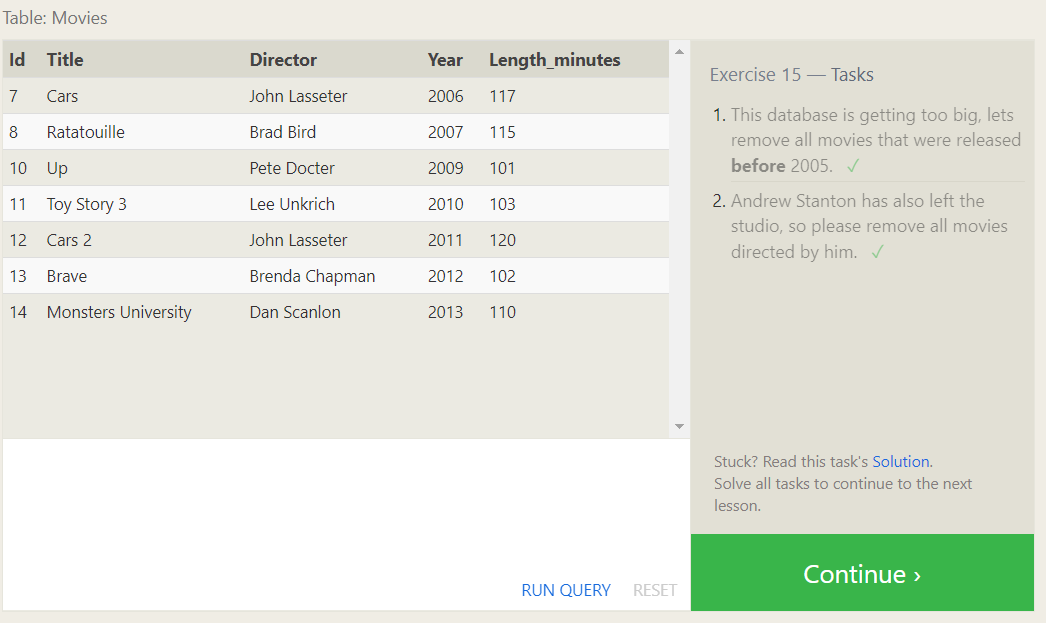 Table: Movies
Id Title Director Year Length_minutes
7 Cars John Lasseter 2006 117
8 Ratatouille Brad Bird 2007 115
10 Up Pete Docter 2009 101
11 Toy Story 3 Lee Unkrich 2010 103
12 Cars 2 John Lasseter 2011 120
13 Brave Brenda Chapman 2012 102
14 Monsters University Dan Scanlon 2013 110
RUN QUERY RESET
Exercise 15 — Tasks
1. This database is getting too big, lets
remove all movies that were released
before 2005. ✓
2. Andrew Stanton has also left the
studio, so please remove all movies
directed by him. ✓
Stuck? Read this task's Solution.
Solve all tasks to continue to the next
lesson.
Continue ›